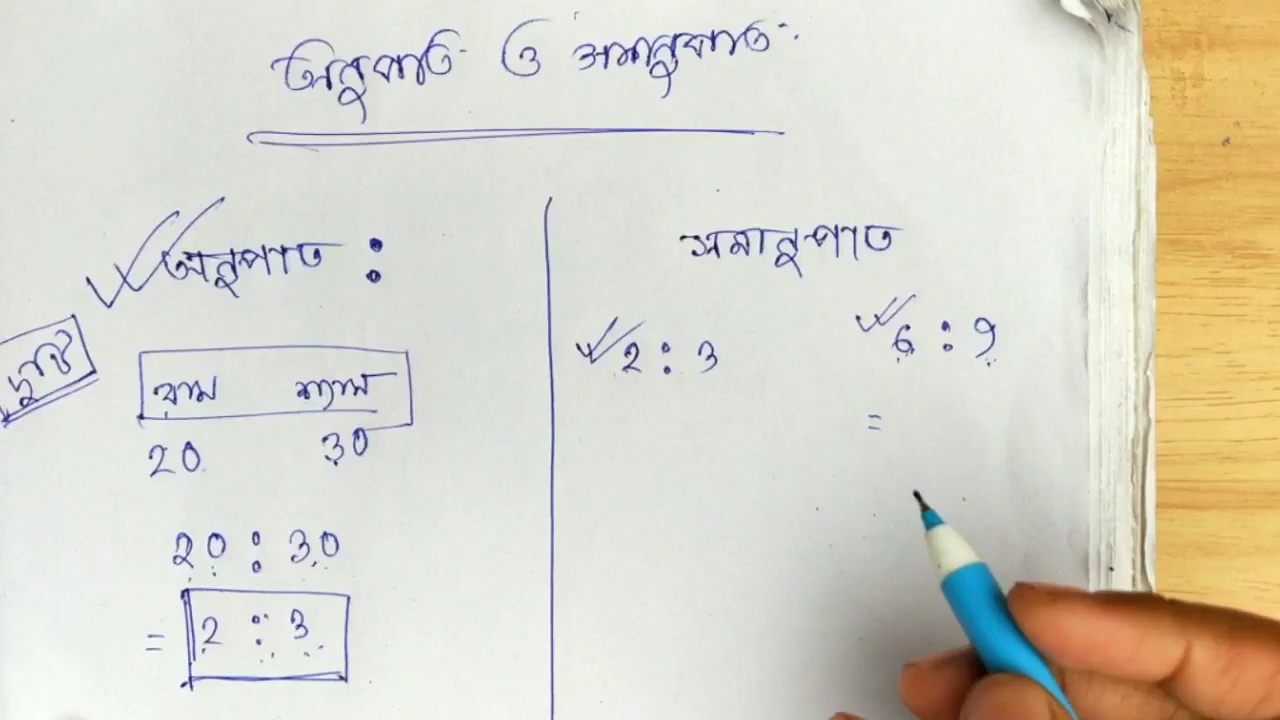 অনুপাত ও সমানুপাত
অনুপাত :
দুটি
রাম শ্যাম
20 30
20 : 30
= 2 : 3
সমানুপাত
2 : 3
6 : 9
=